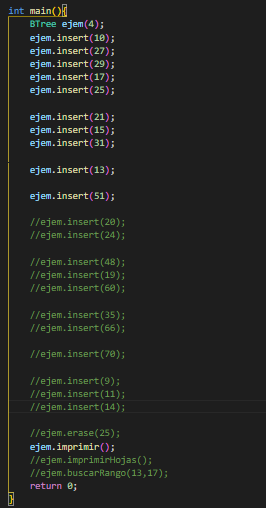 int main(){
BTree ejem(4);
ejem.insert(10);
ejem.insert(27);
ejem.insert(29);
ejem.insert(17);
ejem.insert(25);
ejem.insert(21);
ejem.insert(15);
ejem.insert(31);
ejem.insert(13);
ejem.insert(51);
//ejem.insert(20);
//ejem.insert(24);
//ejem.insert(48);
//ejem.insert(19);
//ejem.insert(60);
//ejem.insert(35);
//ejem.insert(66);
//ejem.insert(70);
//ejem.insert(9);
//ejem.insert(11);
//ejem.insert(14);
//ejem.erase(25);
ejem.imprimir();
//ejem.imprimirHojas();
//ejem.buscarRango(13,17);
return 0;
}